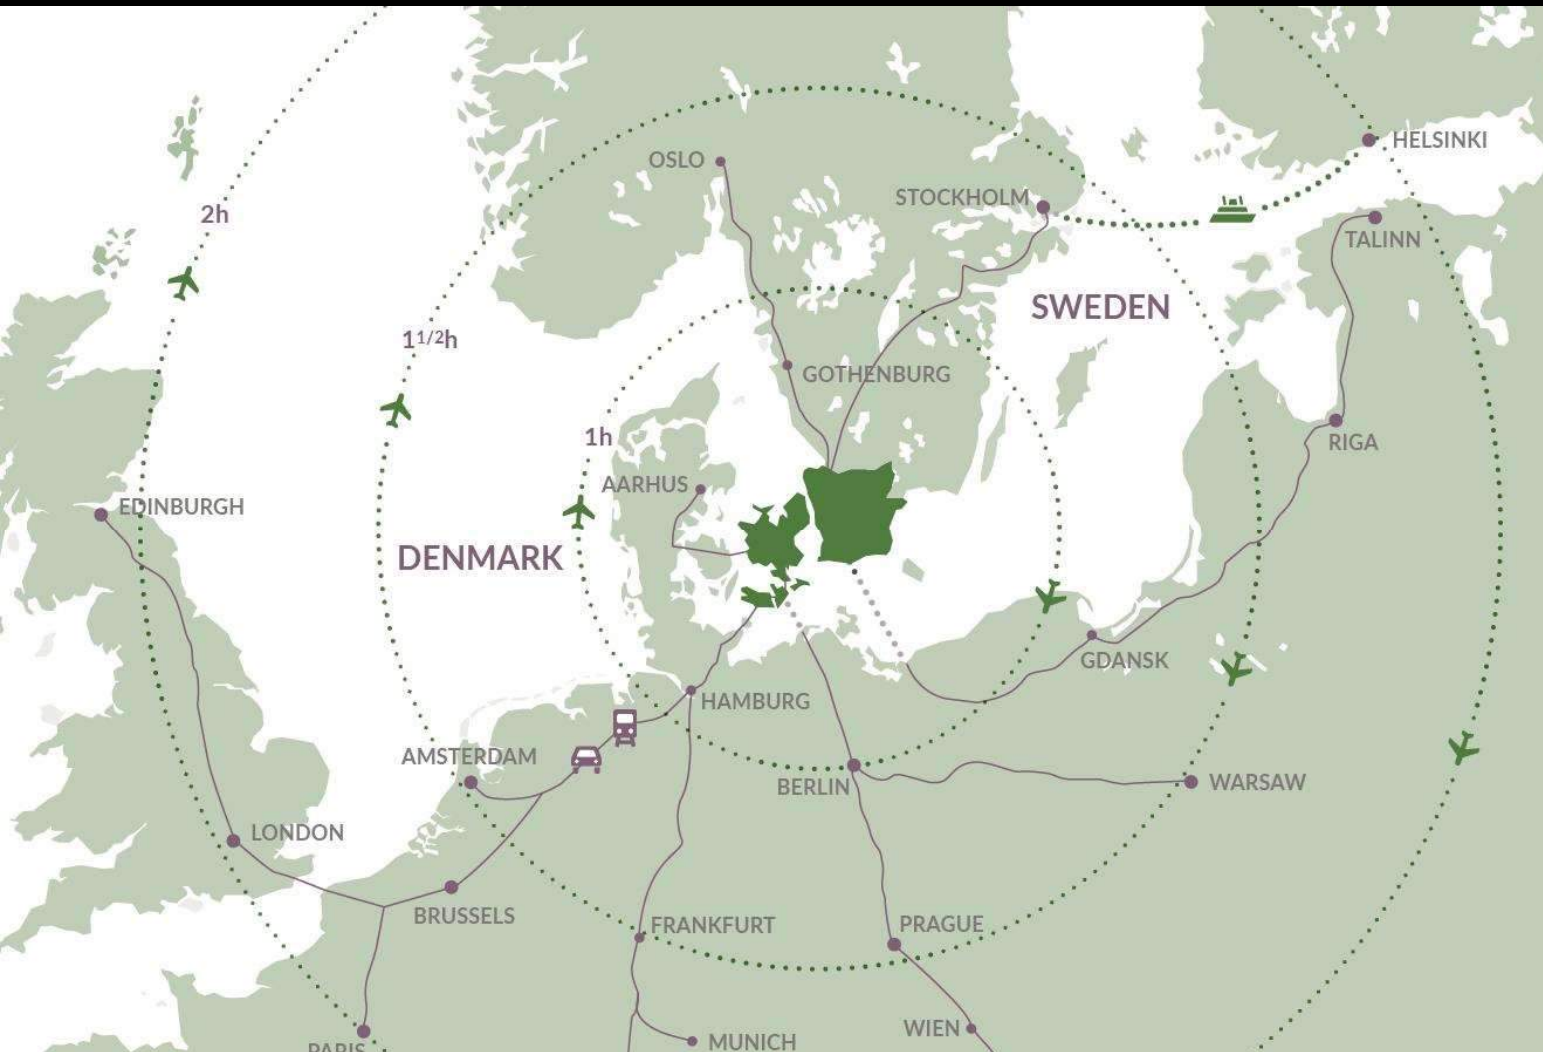 HELSINKI
OSLO
STOCKHOLM
2h
TALINN
SWEDEN
1 1/2h
GOTHENBURG
1h
RIGA
AARHUS
EDINBURGH
DENMARK
GDANSK
HAMBURG
AMSTERDAM
BERLIN
WARSAW
LONDON
BRUSSELS
FRANKFURT
PRAGUE
WIEN
MUNICH
PARIS